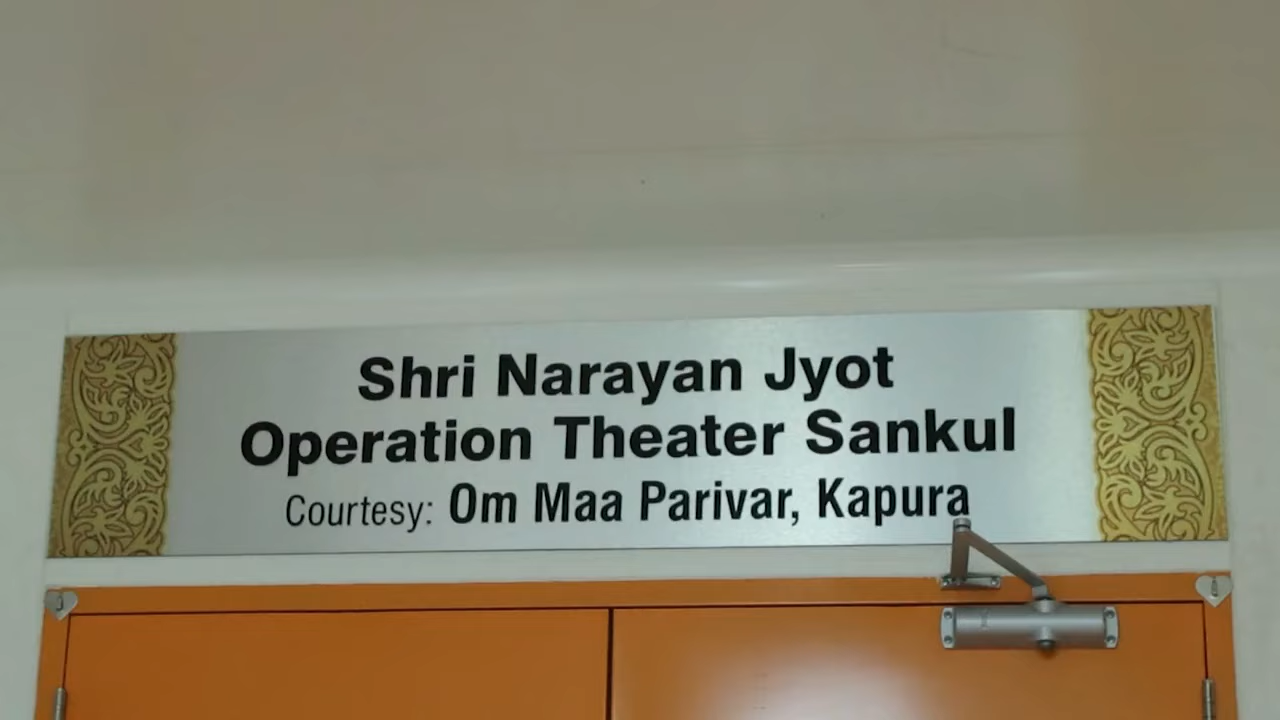 Shri Narayan Jyot
Operation Theater Sankul
Courtesy: Om Maa Parivar, Kapura